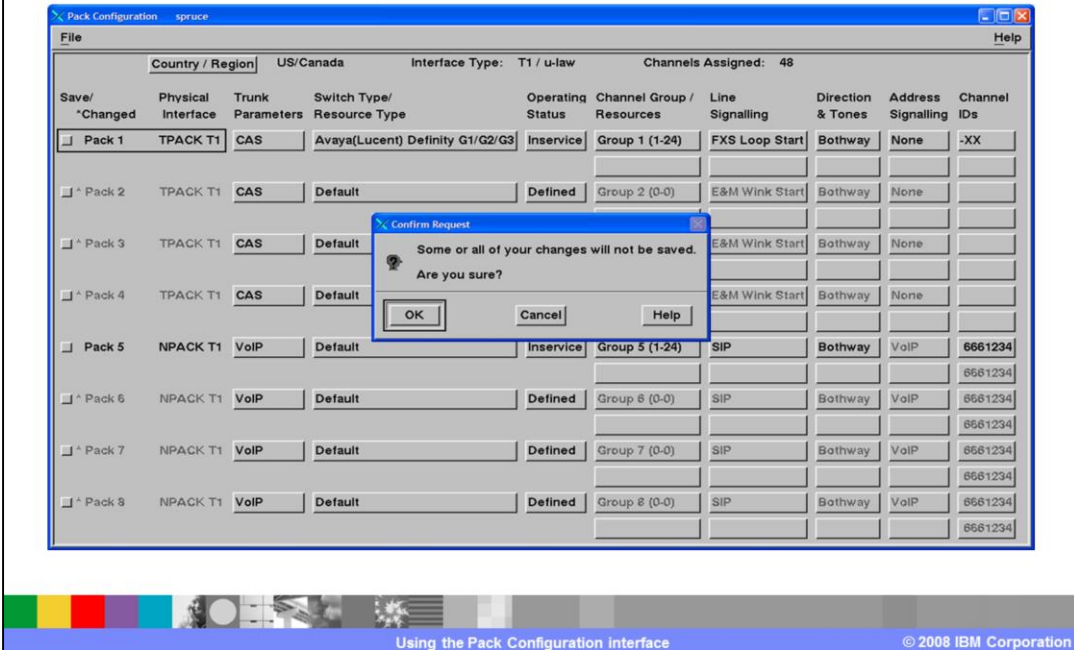 Pack Configuration spruce
File Help
Country / Region US/Canada Interface Type: T1 / u-law Channels Assigned: 48
Save/ Physical Trunk Switch Type/ Operating Channel Group / Line Direction Address Channel
*Changed Interface Parameters Resource Type Status Resources Signalling & Tones Signalling IDs
Pack 1 TPACK T1 CAS Avaya(Lucent) Definity G1/G2/G3 Inservice Group 1 (1-24) FXS Loop Start Bothway None -XX
* Pack 2 TPACK T1 CAS Default Defined Group 2 (0-0) E&M Wink Start Bothway None
Confirm Request
* Pack 3 TPACK T1 CAS Default E&M Wink Start Bothway None
Some or all of your changes will not be saved.
Are you sure?
* Pack 4 TPACK T1 CAS Default E&M Wink Start Bothway None
OK Cancel Help
Pack 5 NPACK T1 VoIP Default Inservice Group 5 (1-24) SIP Bothway VoIP 6661234
6661234
* Pack 6 NPACK T1 VoIP Default Defined Group 6 (0-0) SIP Bothway VoIP 6661234
6661234
* Pack 7 NPACK T1 VoIP Default Defined Group 7 (0-0) SIP Bothway VoIP 6661234
6661234
* Pack 8 NPACK T1 VoIP Default Defined Group 8 (0-0) SIP Bothway VoIP 6661234
6661234
Using the Pack Configuration interface © 2008 IBM Corporation